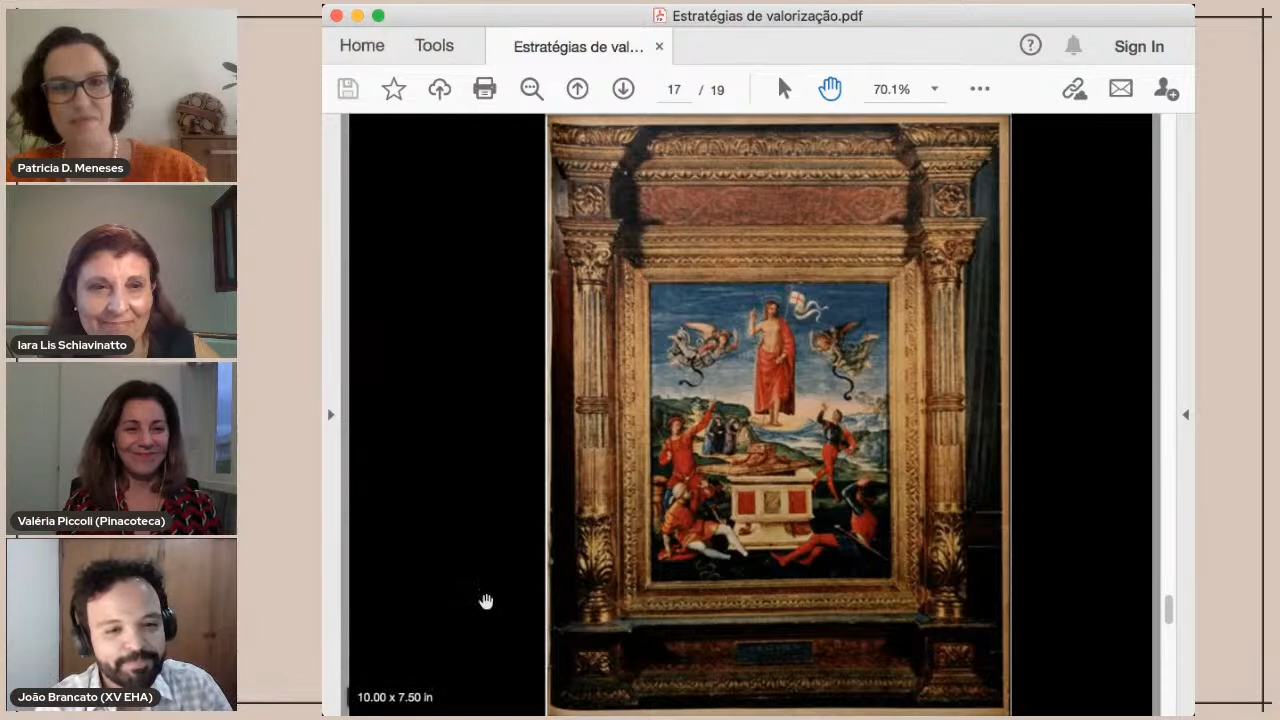 Patricia D. Meneses
Iara Lis Schiavinatto
Valéria Piccoli (Pinacoteca)
João Brancato (XV EHA)
Estratégias de valorização.pdf
Home
Tools
Estratégias de val...
×
Sign In
17 / 19
70.1%
10.00 x 7.50 in